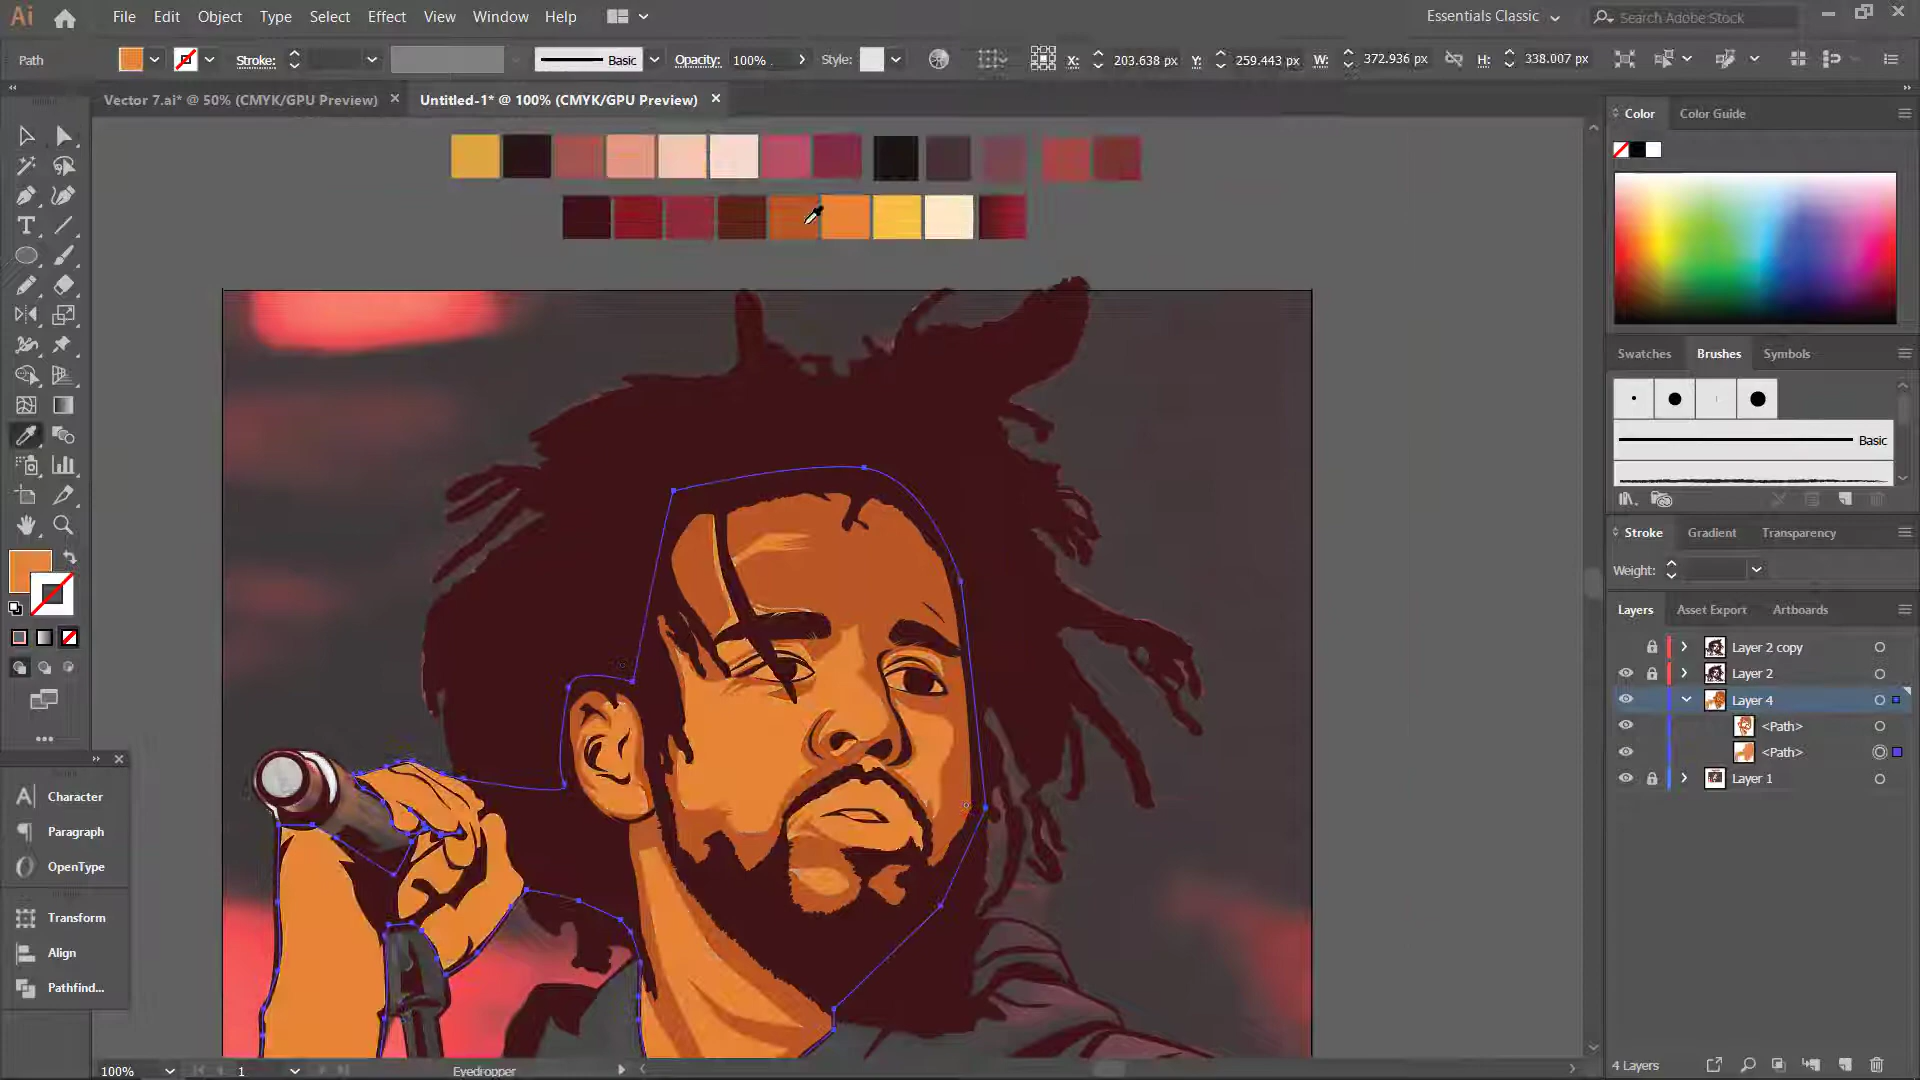 Ai File Edit Object Type Select Effect View Window Help Essentials Classic Search Adobe Stock
Path Stroke: Basic Opacity: 100% Style: X: 203.638 px Y: 259.443 px W: 372.936 px H: 338.007 px
Vector 7.ai* @ 50% (CMYK/GPU Preview) Untitled-1* @ 100% (CMYK/GPU Preview)
Color Color Guide
Swatches Brushes Symbols
Basic
Stroke Gradient Transparency
Weight:
Layers Asset Export Artboards
Layer 2 copy
Layer 2
Layer 4
<Path>
<Path>
Layer 1
Character
Paragraph
OpenType
Transform
Align
Pathfind...
100% 1 Eyedropper 4 Layers